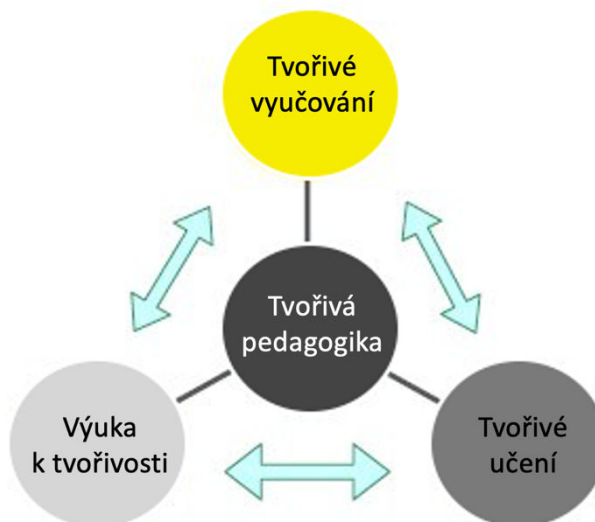 Tvořivé
vyučování
Tvořivá
pedagogika
Výuka
k tvořivosti
Tvořivé
učení